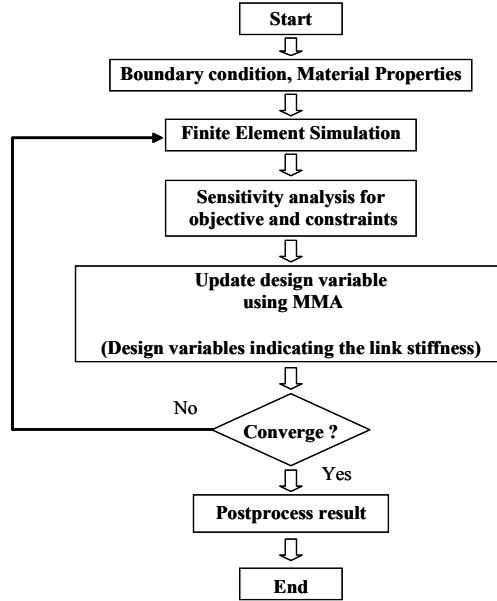 Start
Boundary condition, Material Properties
Finite Element Simulation
Sensitivity analysis for
objective and constraints
Update design variable
using MMA
(Design variables indicating the link stiffness)
No
Converge ?
Yes
Postprocess result
End